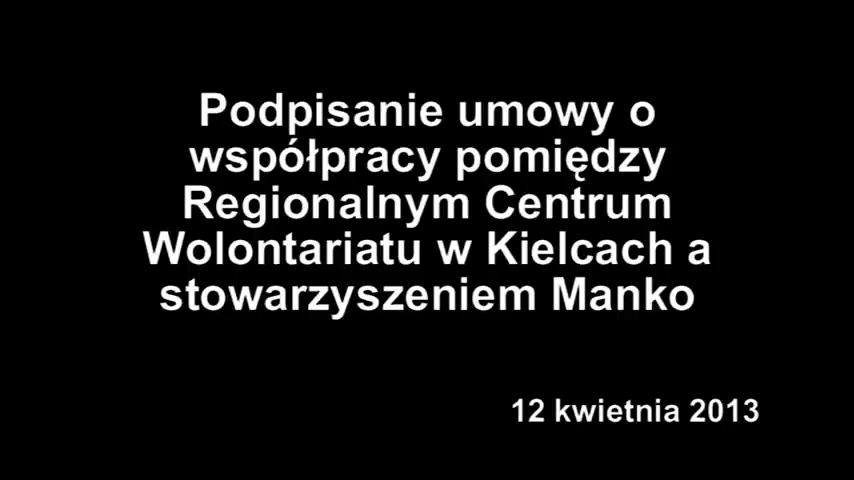 Podpisanie umowy o
współpracy pomiędzy
Regionalnym Centrum
Wolontariatu w Kielcach a
stowarzyszeniem Manko
12 kwietnia 2013